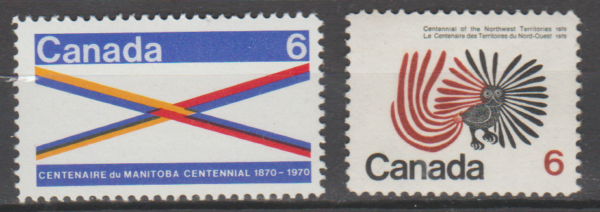 Canada 6
CENTENAIRE du MANITOBA CENTENNIAL 1870-1970
Centennial of the Northwest Territories 1970
Le Centenaire des Territoires du Nord-Ouest 1970
Canada 6